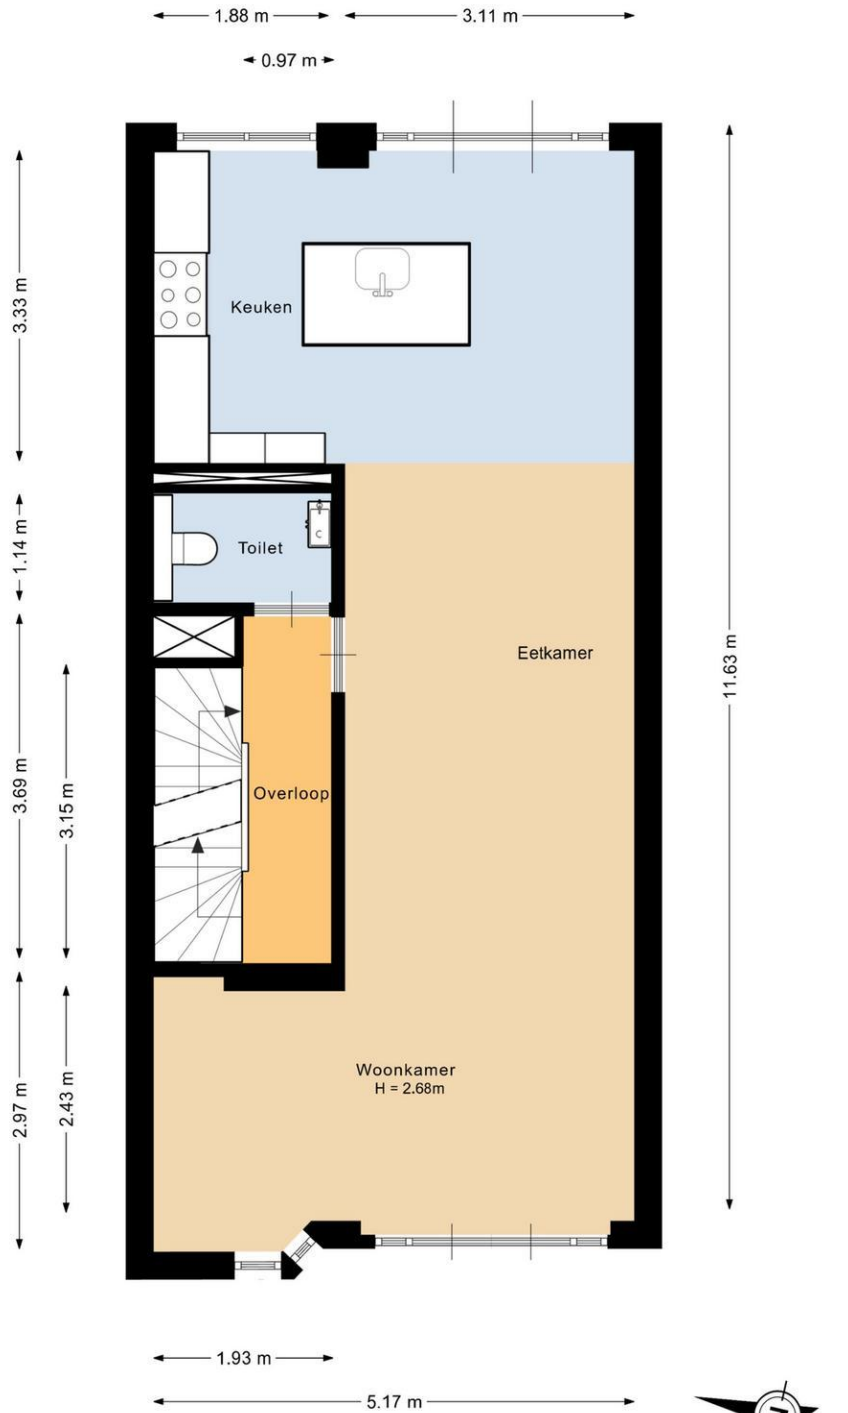 1.88 m
3.11 m
0.97 m
3.33 m
Keuken
1.14 m
Toilet
Eetkamer
11.63 m
3.69 m
3.15 m
Overloop
2.97 m
2.43 m
Woonkamer
H = 2.68m
1.93 m
5.17 m